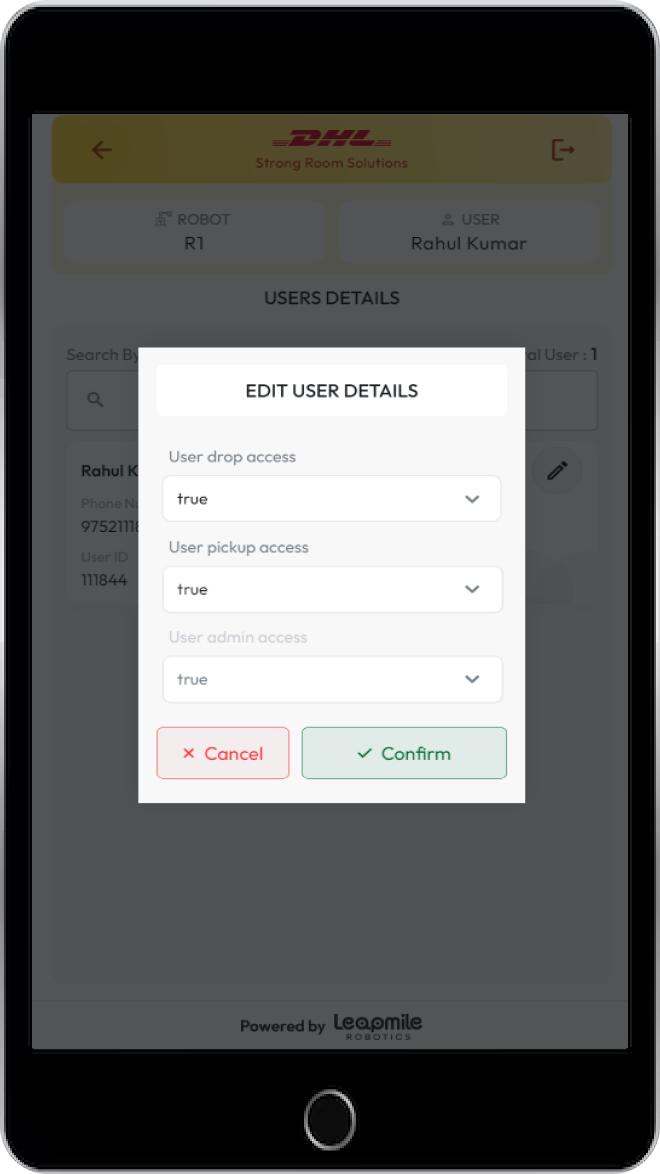 DHL
Strong Room Solutions
ROBOT
R1
USER
Rahul Kumar
USERS DETAILS
Search By
User : 1
EDIT USER DETAILS
User drop access
true
User pickup access
true
User admin access
true
Cancel
Confirm
Rahul
Phone
User ID
111844
Powered by Leapmile
ROBOTICS